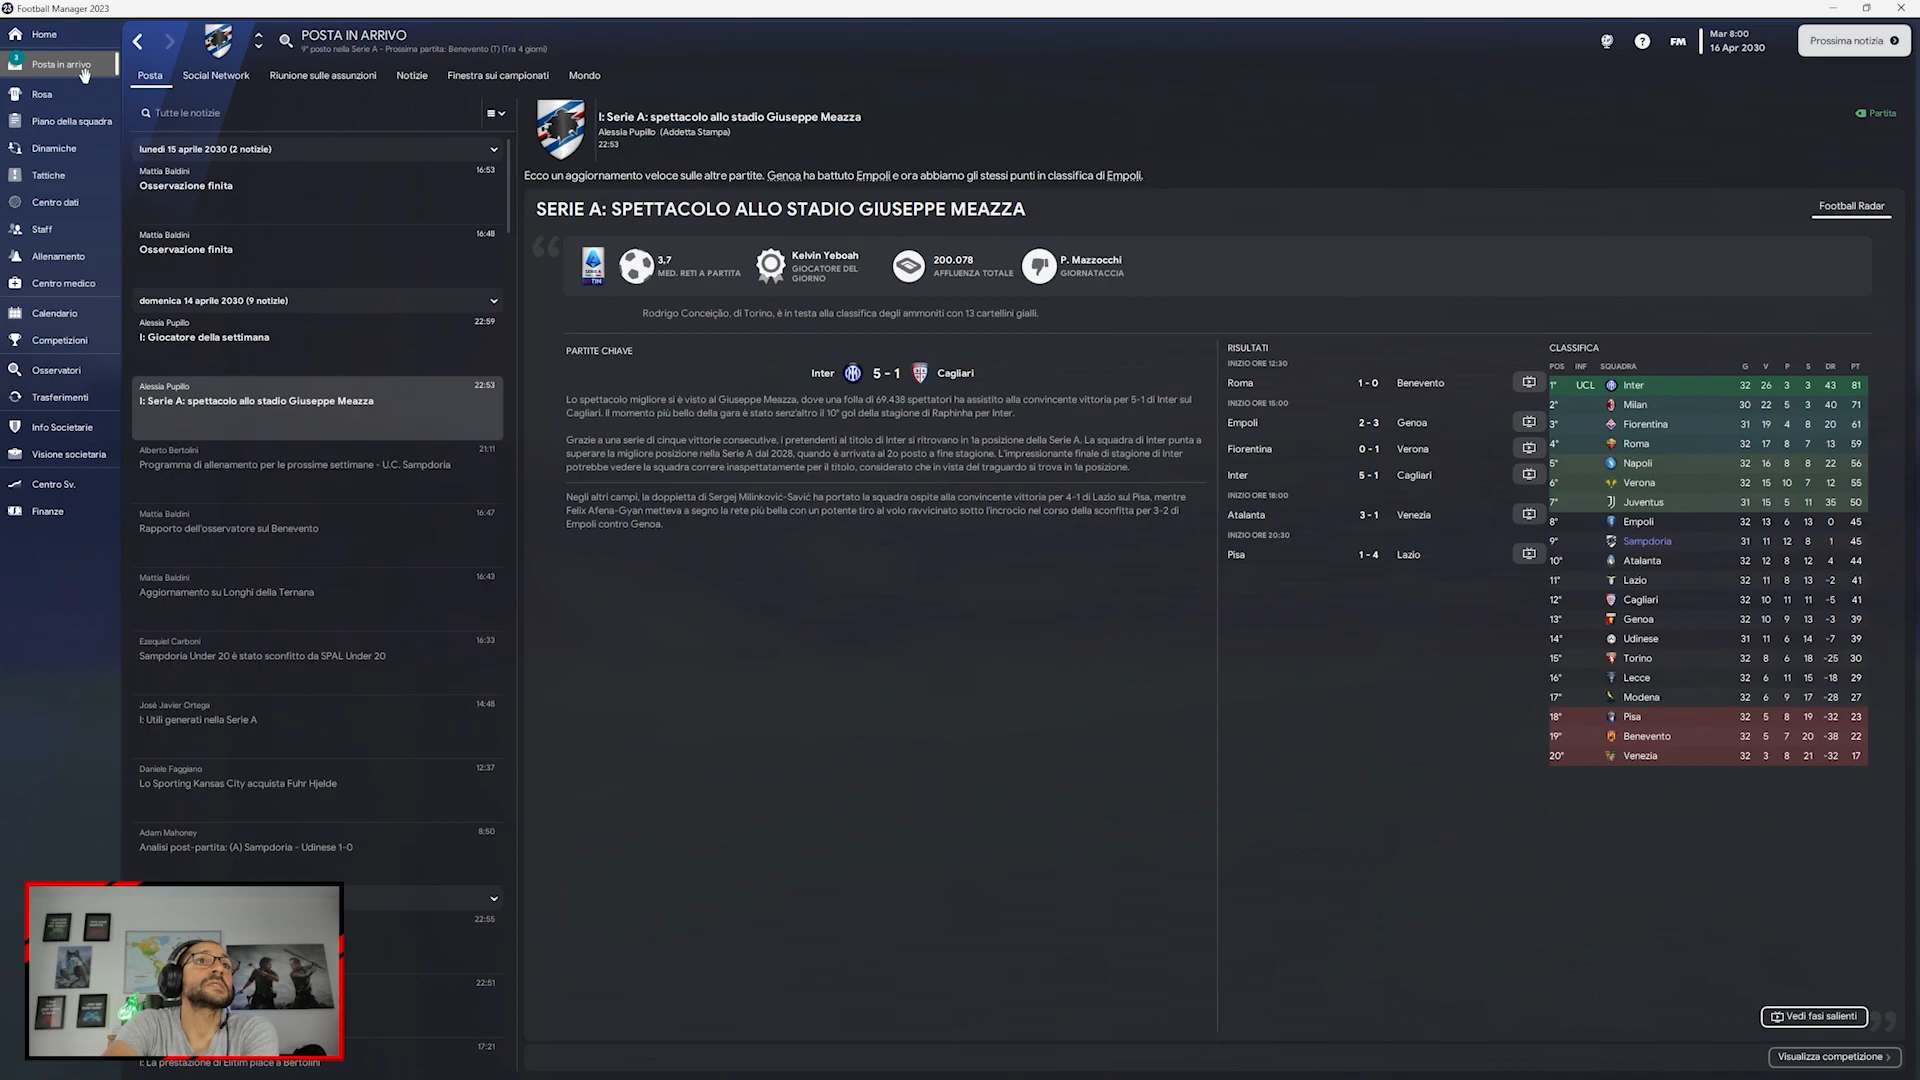 Football Manager 2023
Home
3
Posta in arrivo
Rosa
Piano della squadra
Dinamiche
Tattiche
Centro dati
Staff
Allenamento
Centro medico
Calendario
Competizioni
Osservatori
Trasferimenti
Info Societarie
Visione societaria
Centro Sv.
Finanze
POSTA IN ARRIVO
9° posto nella Serie A - Prossima partita: Benevento (T) (Tra 4 giorni)
FM
Mar 8:00
16 Apr 2030
Prossima notizia
Posta
Social Network
Riunione sulle assunzioni
Notizie
Finestra sui campionati
Mondo
Tutte le notizie
lunedì 15 aprile 2030 (2 notizie)
Mattia Baldini 16:53
Osservazione finita
Mattia Baldini 16:48
Osservazione finita
domenica 14 aprile 2030 (9 notizie)
Alessia Pupillo 22:59
I: Giocatore della settimana
Alessia Pupillo 22:53
I: Serie A: spettacolo allo stadio Giuseppe Meazza
Alberto Bertolini 21:11
Programma di allenamento per le prossime settimane - U.C. Sampdoria
Mattia Baldini 16:47
Rapporto dell'osservatore sul Benevento
Mattia Baldini 16:43
Aggiornamento su Longhi della Ternana
Ezequiel Carboni 16:33
Sampdoria Under 20 è stato sconfitto da SPAL Under 20
José Javier Ortega 14:48
I: Utili generati nella Serie A
Daniele Faggiano 12:37
Lo Sporting Kansas City acquista Fuhr Hjelde
Adam Mahoney 8:50
Analisi post-partita: (A) Sampdoria - Udinese 1-0
22:55
22:51
17:21
I: La prestazione di Elitim piace a Bertolini
I: Serie A: spettacolo allo stadio Giuseppe Meazza
Alessia Pupillo (Addetta Stampa)
22:53
Partita
Ecco un aggiornamento veloce sulle altre partite. Genoa ha battuto Empoli e ora abbiamo gli stessi punti in classifica di Empoli.
SERIE A: SPETTACOLO ALLO STADIO GIUSEPPE MEAZZA
Football Radar
3,7
MED. RETI A PARTITA
Kelvin Yeboah
GIOCATORE DEL
GIORNO
200.078
AFFLUENZA TOTALE
P. Mazzocchi
GIORNATACCIA
Rodrigo Conceição, di Torino, è in testa alla classifica degli ammoniti con 13 cartellini gialli.
PARTITE CHIAVE
Inter 5 - 1 Cagliari
Lo spettacolo migliore si è visto al Giuseppe Meazza, dove una folla di 69.438 spettatori ha assistito alla convincente vittoria per 5-1 di Inter sul
Cagliari. Il momento più bello della gara è stato senz'altro il 10° gol della stagione di Raphinha per Inter.
Grazie a una serie di cinque vittorie consecutive, i pretendenti al titolo di Inter si ritrovano in 1a posizione della Serie A. La squadra di Inter punta a
superare la migliore posizione nella Serie A dal 2028, quando è arrivata al 2o posto a fine stagione. L'impressionante finale di stagione di Inter
potrebbe vedere la squadra correre inaspettatamente per il titolo, considerato che in vista del traguardo si trova in 1a posizione.
Negli altri campi, la doppietta di Sergej Milinković-Savić ha portato la squadra ospite alla convincente vittoria per 4-1 di Lazio sul Pisa, mentre
Felix Afena-Gyan metteva a segno la rete più bella con un potente tiro al volo ravvicinato sotto l'incrocio nel corso della sconfitta per 3-2 di
Empoli contro Genoa.
RISULTATI
INIZIO ORE 12:30
Roma 1 - 0 Benevento
INIZIO ORE 15:00
Empoli 2 - 3 Genoa
Fiorentina 0 - 1 Verona
Inter 5 - 1 Cagliari
INIZIO ORE 18:00
Atalanta 3 - 1 Venezia
INIZIO ORE 20:30
Pisa 1 - 4 Lazio
CLASSIFICA
POS INF SQUADRA G V P S DR PT
1° UCL Inter 32 26 3 3 43 81
2° Milan 30 22 5 3 40 71
3° Fiorentina 31 19 4 8 20 61
4° Roma 32 17 8 7 13 59
5° Napoli 32 16 8 8 22 56
6° Verona 32 15 10 7 12 55
7° Juventus 31 15 5 11 35 50
8° Empoli 32 13 6 13 0 45
9° Sampdoria 31 11 12 8 1 45
10° Atalanta 32 12 8 12 4 44
11° Lazio 32 11 8 13 -2 41
12° Cagliari 32 10 11 11 -5 41
13° Genoa 32 10 9 13 -3 39
14° Udinese 31 11 6 14 -7 39
15° Torino 32 8 6 18 -25 30
16° Lecce 32 6 11 15 -18 29
17° Modena 32 6 9 17 -28 27
18° Pisa 32 5 8 19 -32 23
19° Benevento 32 5 7 20 -38 22
20° Venezia 32 3 8 21 -32 17
Vedi fasi salienti
Visualizza competizione